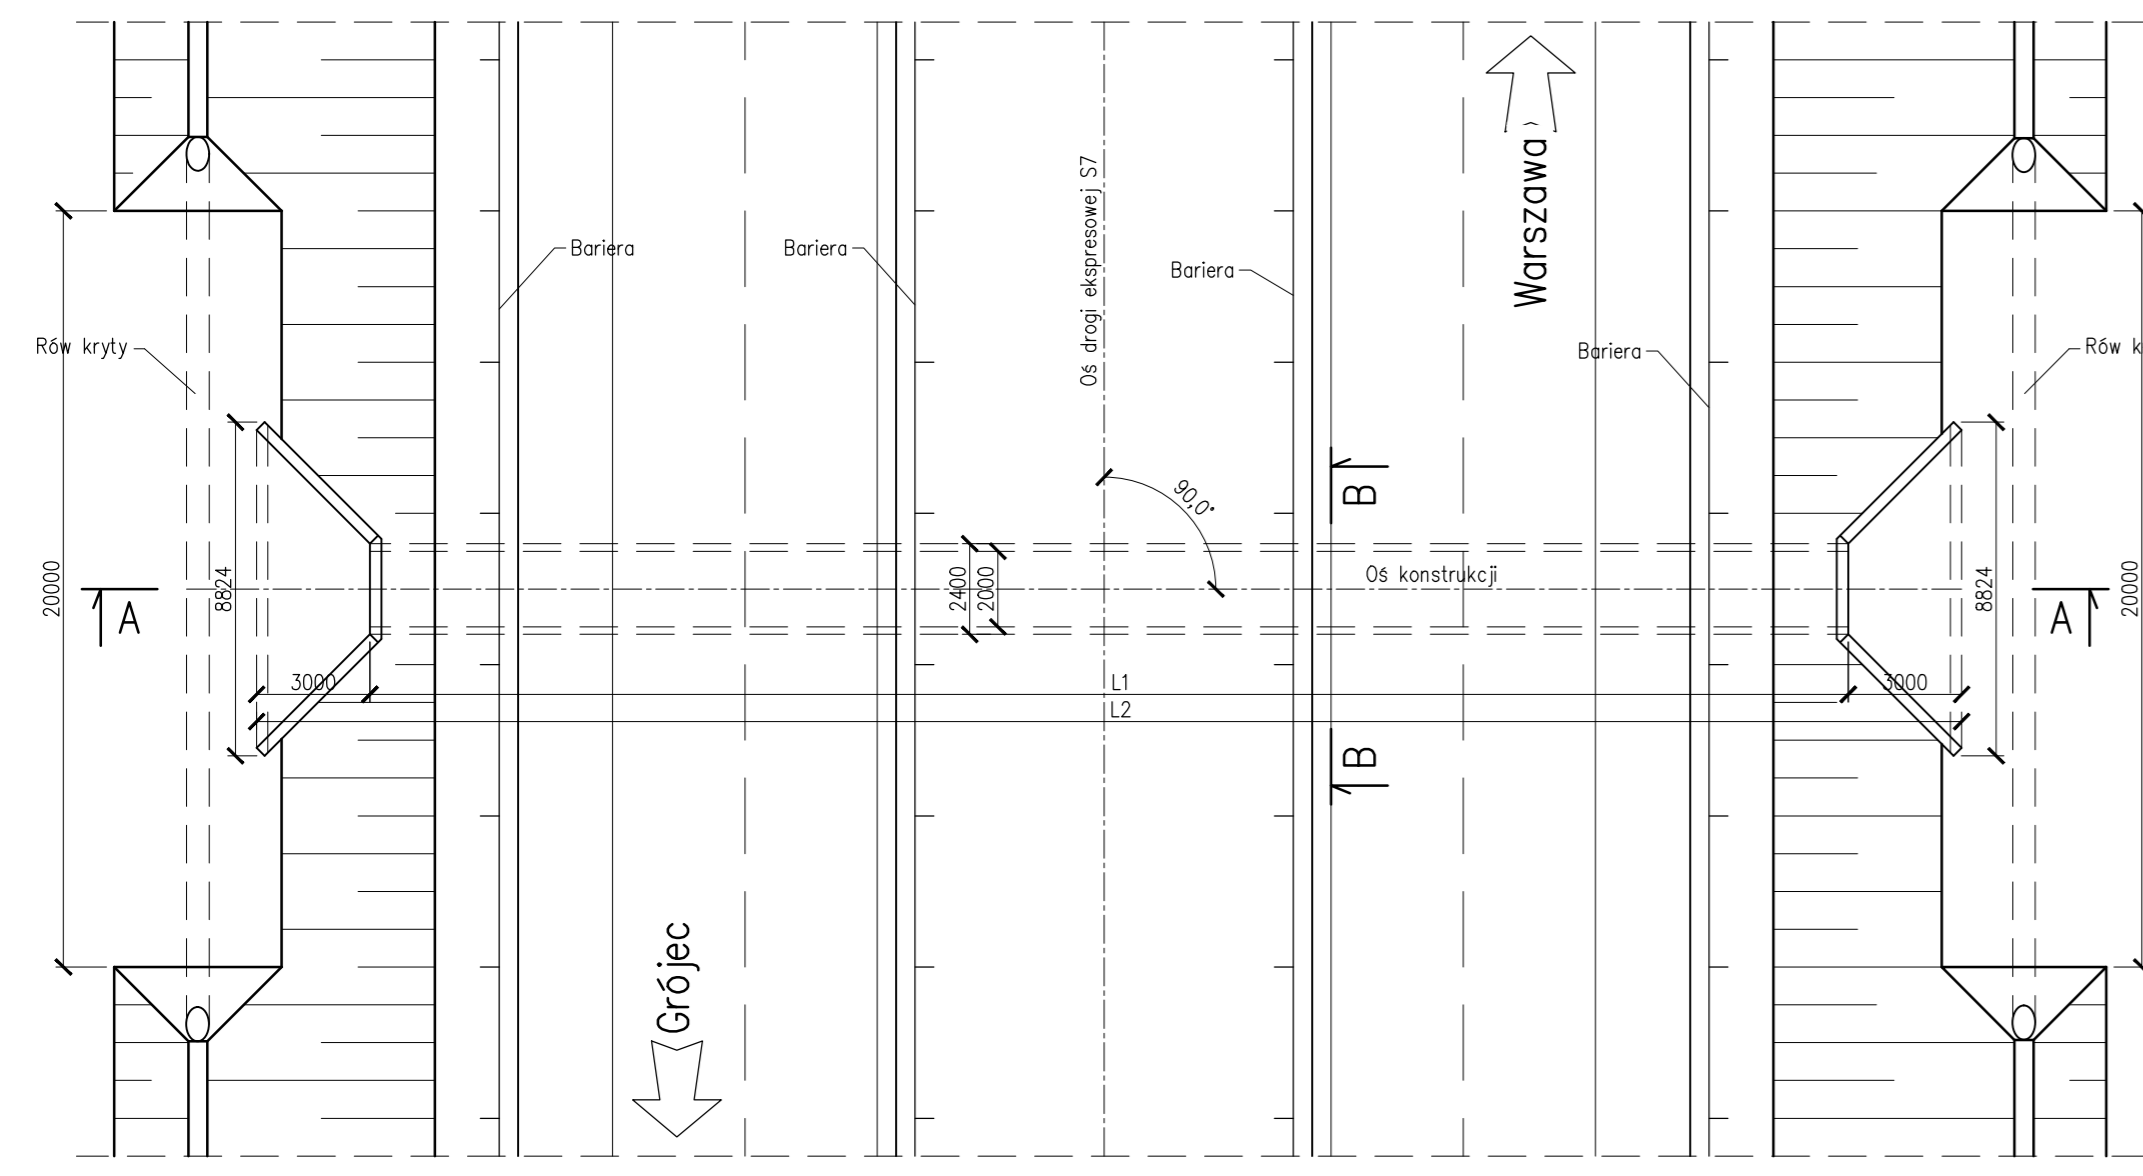 Warszawa
Oś drogi ekspresowej S7
Bariera
Bariera
Bariera
Bariera
Rów kryty
Rów k
90,0°
B
Oś konstrukcji
20000
A
8824
2400
2000
8824
A
20000
3000
L1
3000
L2
B
Grójec